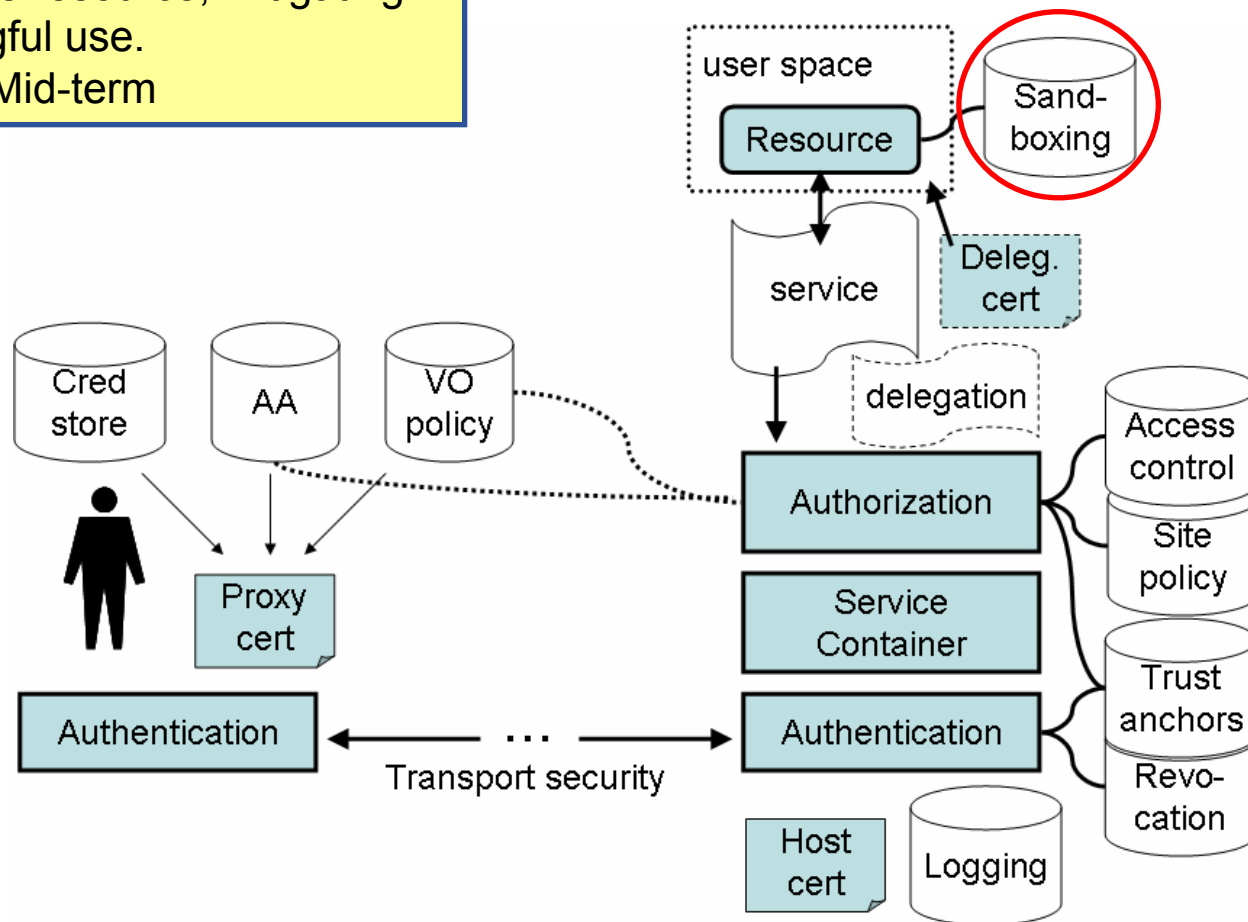 gful use.
Mid-term
user space
Resource
Sand-
boxing
service
Deleg.
cert
delegation
Cred
store
AA
VO
policy
Access
control
Authorization
Site
policy
Proxy
cert
Service
Container
Trust
anchors
Authentication
...
Transport security
Authentication
Revo-
cation
Host
cert
Logging